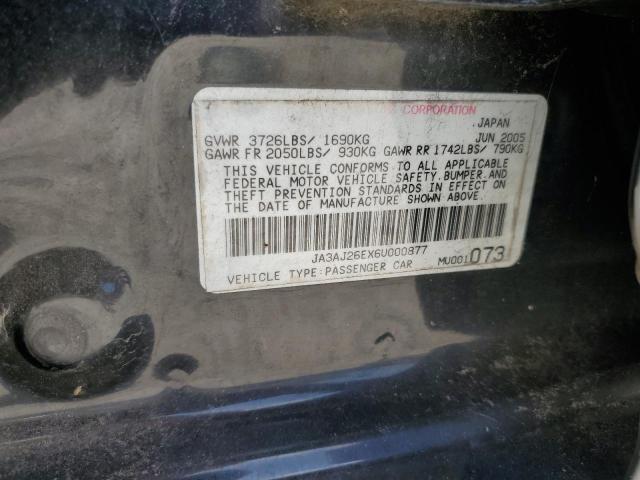 CORPORATION
JAPAN
GVWR 3726LBS/ 1690KG JUN 2005
GAWR FR 2050LBS/ 930KG GAWR RR 1742LBS/ 790KG
THIS VEHICLE CONFORMS TO ALL APPLICABLE
FEDERAL MOTOR VEHICLE SAFETY, BUMPER, AND
THEFT PREVENTION STANDARDS IN EFFECT ON
THE DATE OF MANUFACTURE SHOWN ABOVE.
JA3AJ26EX6U000877
VEHICLE TYPE:PASSENGER CAR MU001073